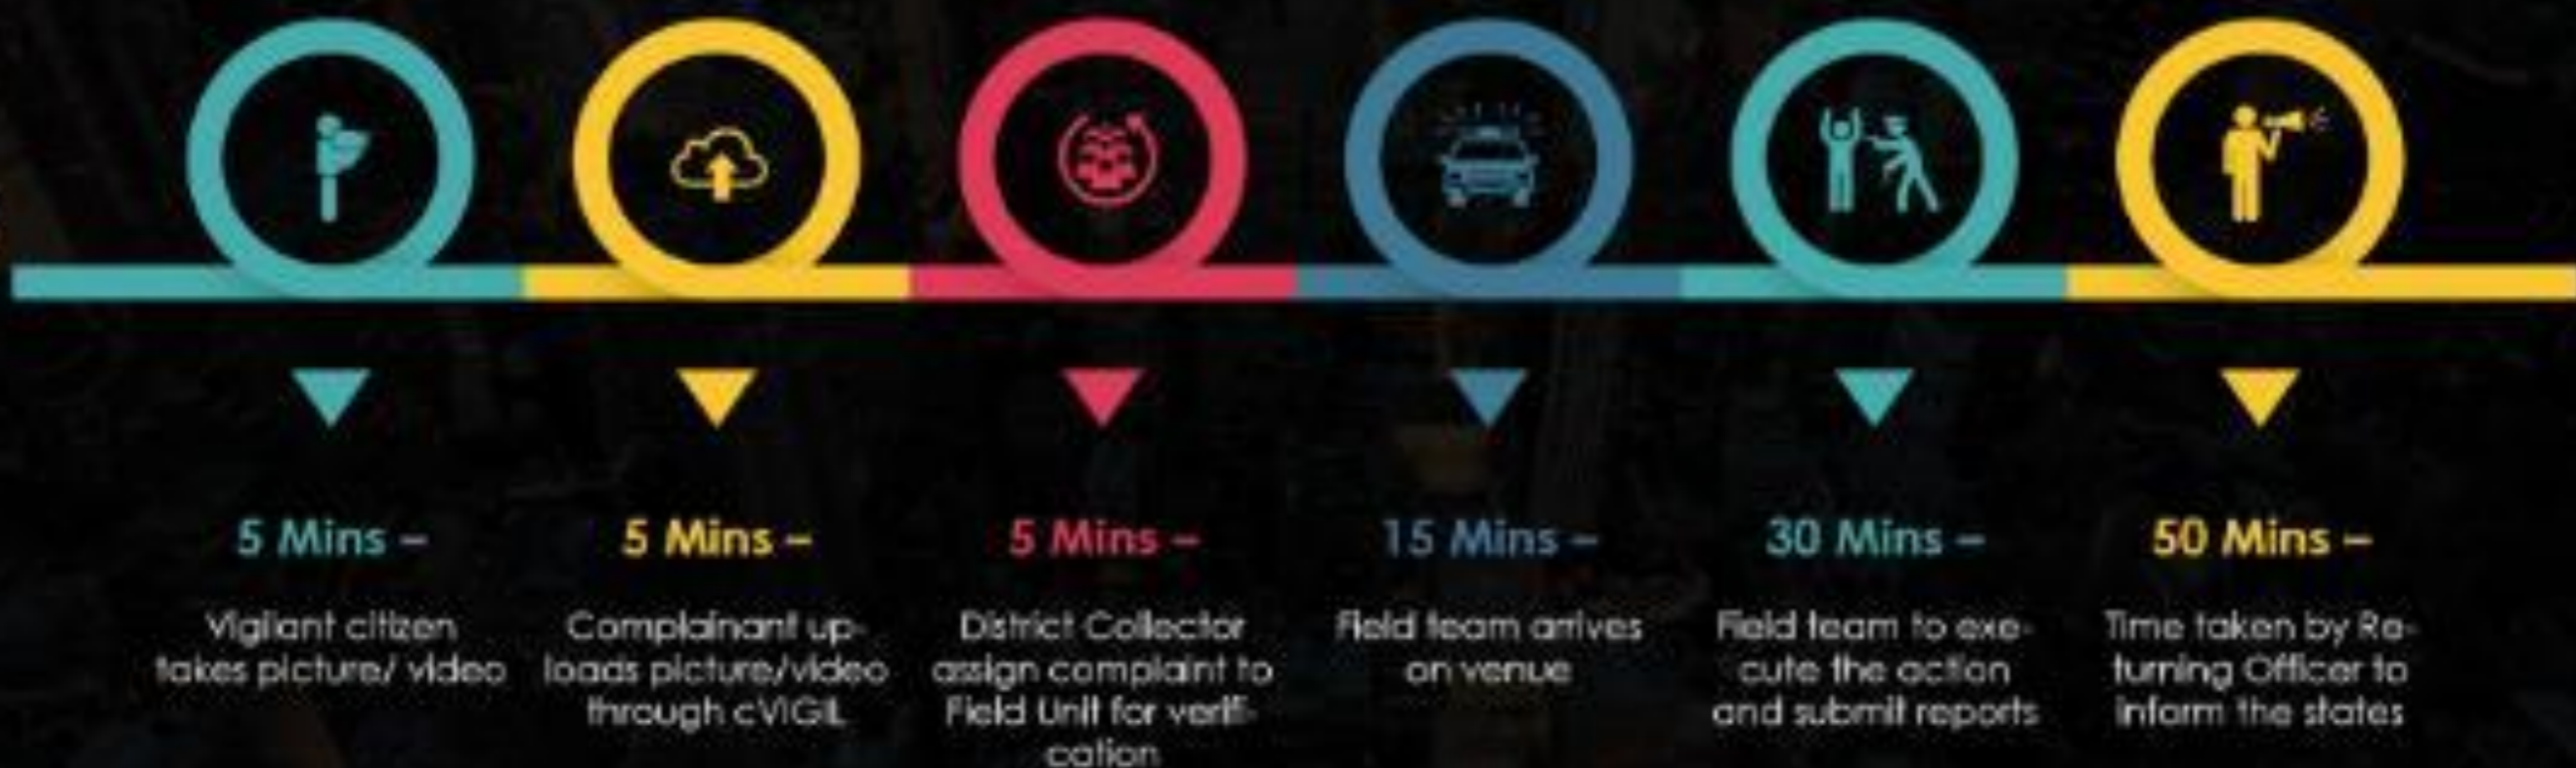 5 Mins –
Vigilant citizen
takes picture/ video
5 Mins –
Complainant up-
loads picture/video
through cVIGIL
5 Mins –
District Collector
assign complaint to
Field Unit for verifi-
cation
15 Mins –
Field team arrives
on venue
30 Mins –
Field team to exe-
cute the action
and submit reports
50 Mins –
Time taken by Re-
turning Officer to
inform the states